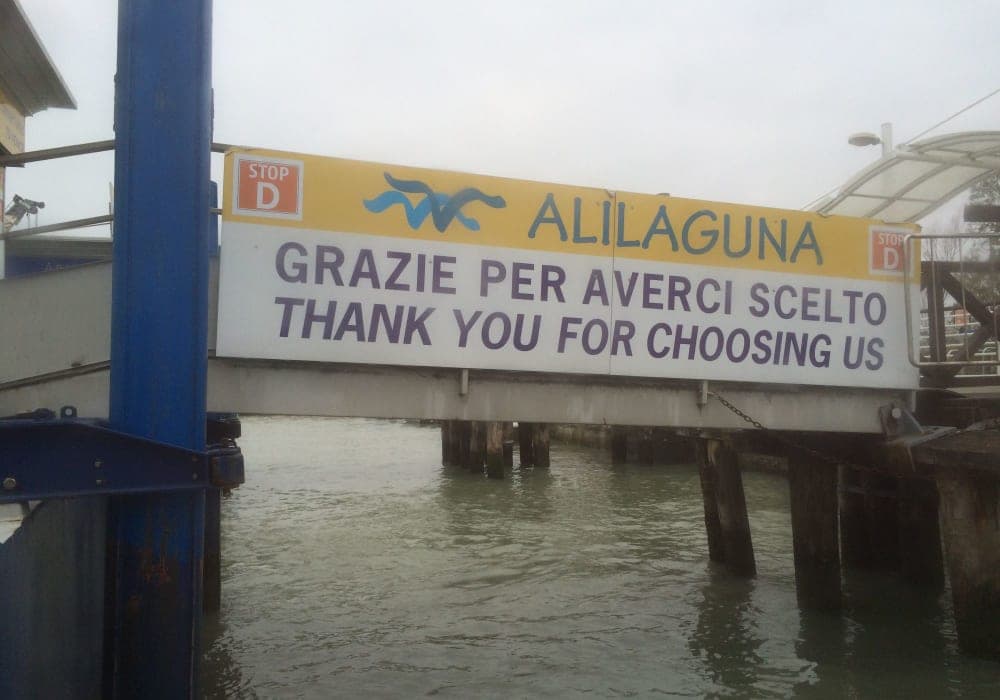 STOP
D
ALILAGUNA
STOP
D
GRAZIE PER AVERCI SCELTO
THANK YOU FOR CHOOSING US